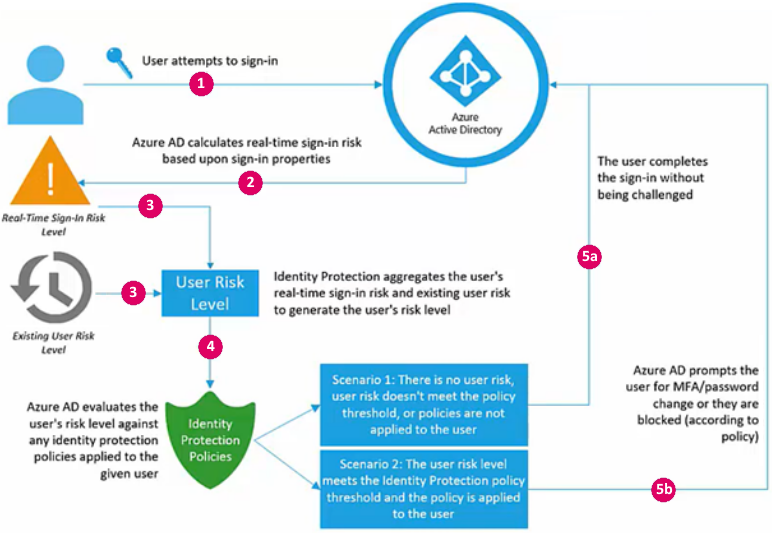 User attempts to sign-in
1
Azure
Active Directory
Azure AD calculates real-time sign-in risk
based upon sign-in properties
2
The user completes
the sign-in without
being challenged
Real-Time Sign-In Risk
Level
3
5a
User Risk
Level
Identity Protection aggregates the user's
real-time sign-in risk and existing user risk
to generate the user's risk level
3
Existing User Risk
Level
4
Azure AD evaluates the
user's risk level against
any identity protection
policies applied to the
given user
Identity
Protection
Policies
Scenario 1: There is no user risk,
user risk doesn't meet the policy
threshold, or policies are not
applied to the user
Azure AD prompts the
user for MFA/password
change or they are
blocked (according to
policy)
Scenario 2: The user risk level
meets the Identity Protection policy
threshold and the policy is applied
to the user
5b